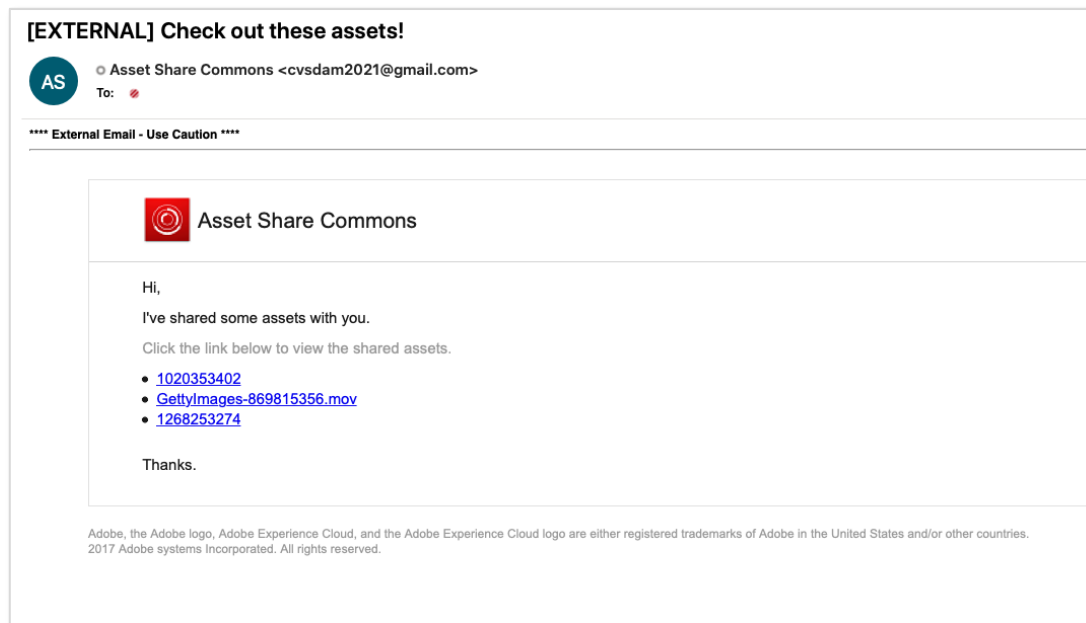 [EXTERNAL] Check out these assets!
AS
Asset Share Commons <cvsdam2021@gmail.com>
To:
**** External Email - Use Caution ****
Asset Share Commons
Hi,
I've shared some assets with you.
Click the link below to view the shared assets.
1020353402
GettyImages-869815356.mov
1268253274
Thanks.
Adobe, the Adobe logo, Adobe Experience Cloud, and the Adobe Experience Cloud logo are either registered trademarks of Adobe in the United States and/or other countries.
2017 Adobe systems Incorporated. All rights reserved.